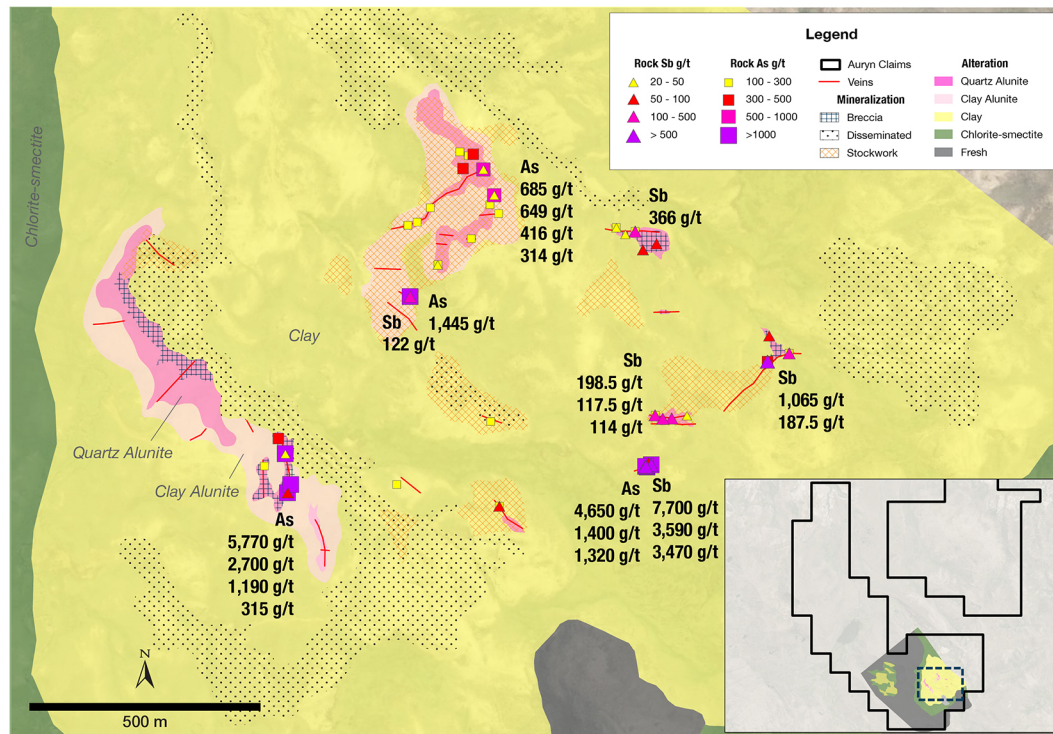 Legend
Rock Sb g/t
20 - 50
50 - 100
100 - 500
> 500
Rock As g/t
100 - 300
300 - 500
500 - 1000
>1000
Auryn Claims
Veins
Mineralization
Breccia
Disseminated
Stockwork
Alteration
Quartz Alunite
Clay Alunite
Clay
Chlorite-smectite
Fresh
Chlorite-smectite
As
685 g/t
649 g/t
416 g/t
314 g/t
Sb
366 g/t
As
1,445 g/t
Sb
122 g/t
Clay
Sb
198.5 g/t
117.5 g/t
114 g/t
Sb
1,065 g/t
187.5 g/t
Quartz Alunite
Clay Alunite
As
5,770 g/t
2,700 g/t
1,190 g/t
315 g/t
As
4,650 g/t
1,400 g/t
1,320 g/t
Sb
7,700 g/t
3,590 g/t
3,470 g/t
N
500 m